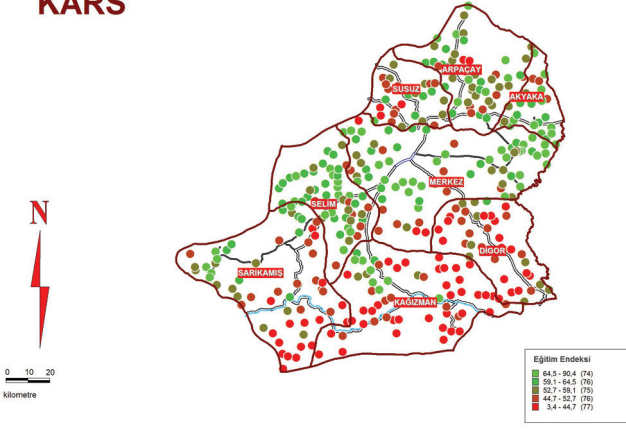 KARS
ARPAÇAY
SUSUZ
AKYAKA
MERKEZ
SELİM
N
DİGOR
SARIKAMIŞ
KAĞIZMAN
Eğitim Endeksi
64,5 - 90,4 (74)
59,1 - 64,5 (76)
52,7 - 59,1 (75)
44,7 - 52,7 (76)
3,4 - 44,7 (77)
0 10 20
kilometre